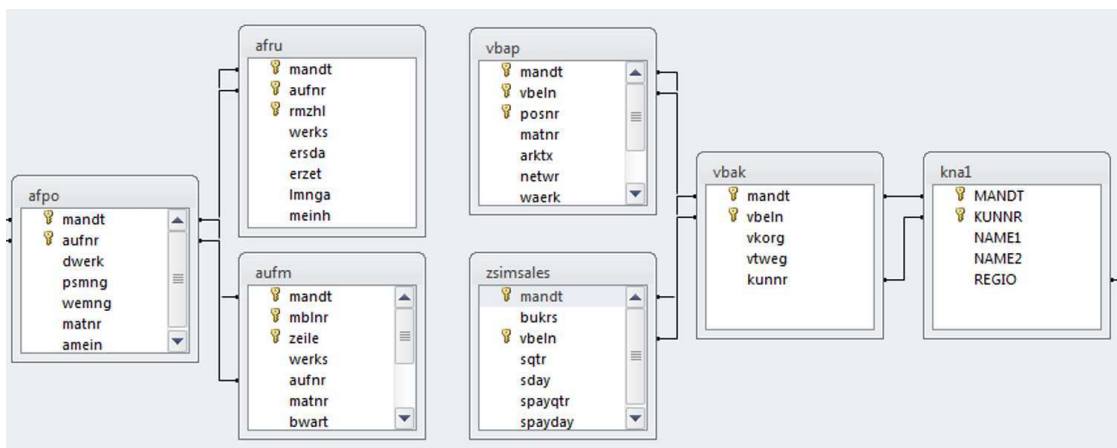 afpo
mandt
aufnr
dwerk
psmng
wemng
matnr
amein
afru
mandt
aufnr
rmzhl
werks
ersda
erzet
lmnga
meinh
aufm
mandt
mblnr
zeile
werks
aufnr
matnr
bwart
vbap
mandt
vbeln
posnr
matnr
arktx
netwr
waerk
zsimsales
mandt
bukrs
vbeln
sqtr
sday
spayqtr
spayday
vbak
mandt
vbeln
vkorg
vtweg
kunnr
kna1
MANDT
KUNNR
NAME1
NAME2
REGIO